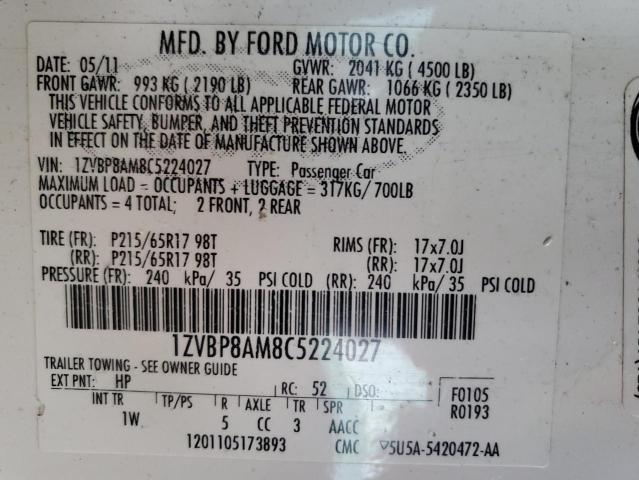 MFD. BY FORD MOTOR CO.
DATE: 05/11 GVWR: 2041 KG ( 4500 LB)
FRONT GAWR: 993 KG ( 2190 LB) REAR GAWR: 1066 KG ( 2350 LB)
THIS VEHICLE CONFORMS TO ALL APPLICABLE FEDERAL MOTOR
VEHICLE SAFETY, BUMPER, AND THEFT PREVENTION STANDARDS
IN EFFECT ON THE DATE OF MANUFACTURE SHOWN ABOVE.
VIN: 1ZVBP8AM8C5224027 TYPE: Passenger Car
MAXIMUM LOAD = OCCUPANTS + LUGGAGE = 317KG/ 700LB
OCCUPANTS = 4 TOTAL; 2 FRONT, 2 REAR
TIRE (FR): P215/65R17 98T RIMS (FR): 17x7.0J
(RR): P215/65R17 98T (RR): 17x7.0J
PRESSURE (FR): 240 kPa/ 35 PSI COLD (RR): 240 kPa/ 35 PSI COLD
1ZVBP8AM8C5224027
TRAILER TOWING - SEE OWNER GUIDE
EXT PNT: HP RC: 52 DSO: F0105
INT TR TP/PS R AXLE TR SPR R0193
1W 5 CC 3 AACC
1201105173893 CMC ▽5U5A-5420472-AA